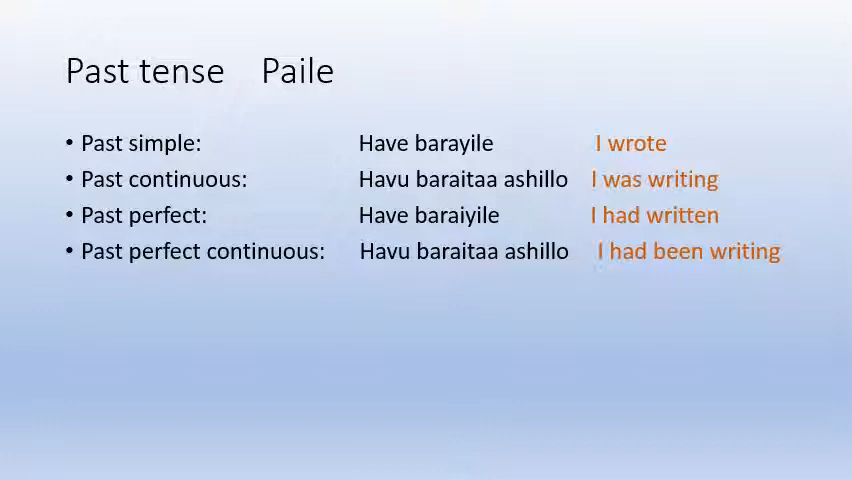 Past tense Paile
• Past simple: Have barayile I wrote
• Past continuous: Havu baraitaa ashillo I was writing
• Past perfect: Have baraiyile I had written
• Past perfect continuous: Havu baraitaa ashillo I had been writing